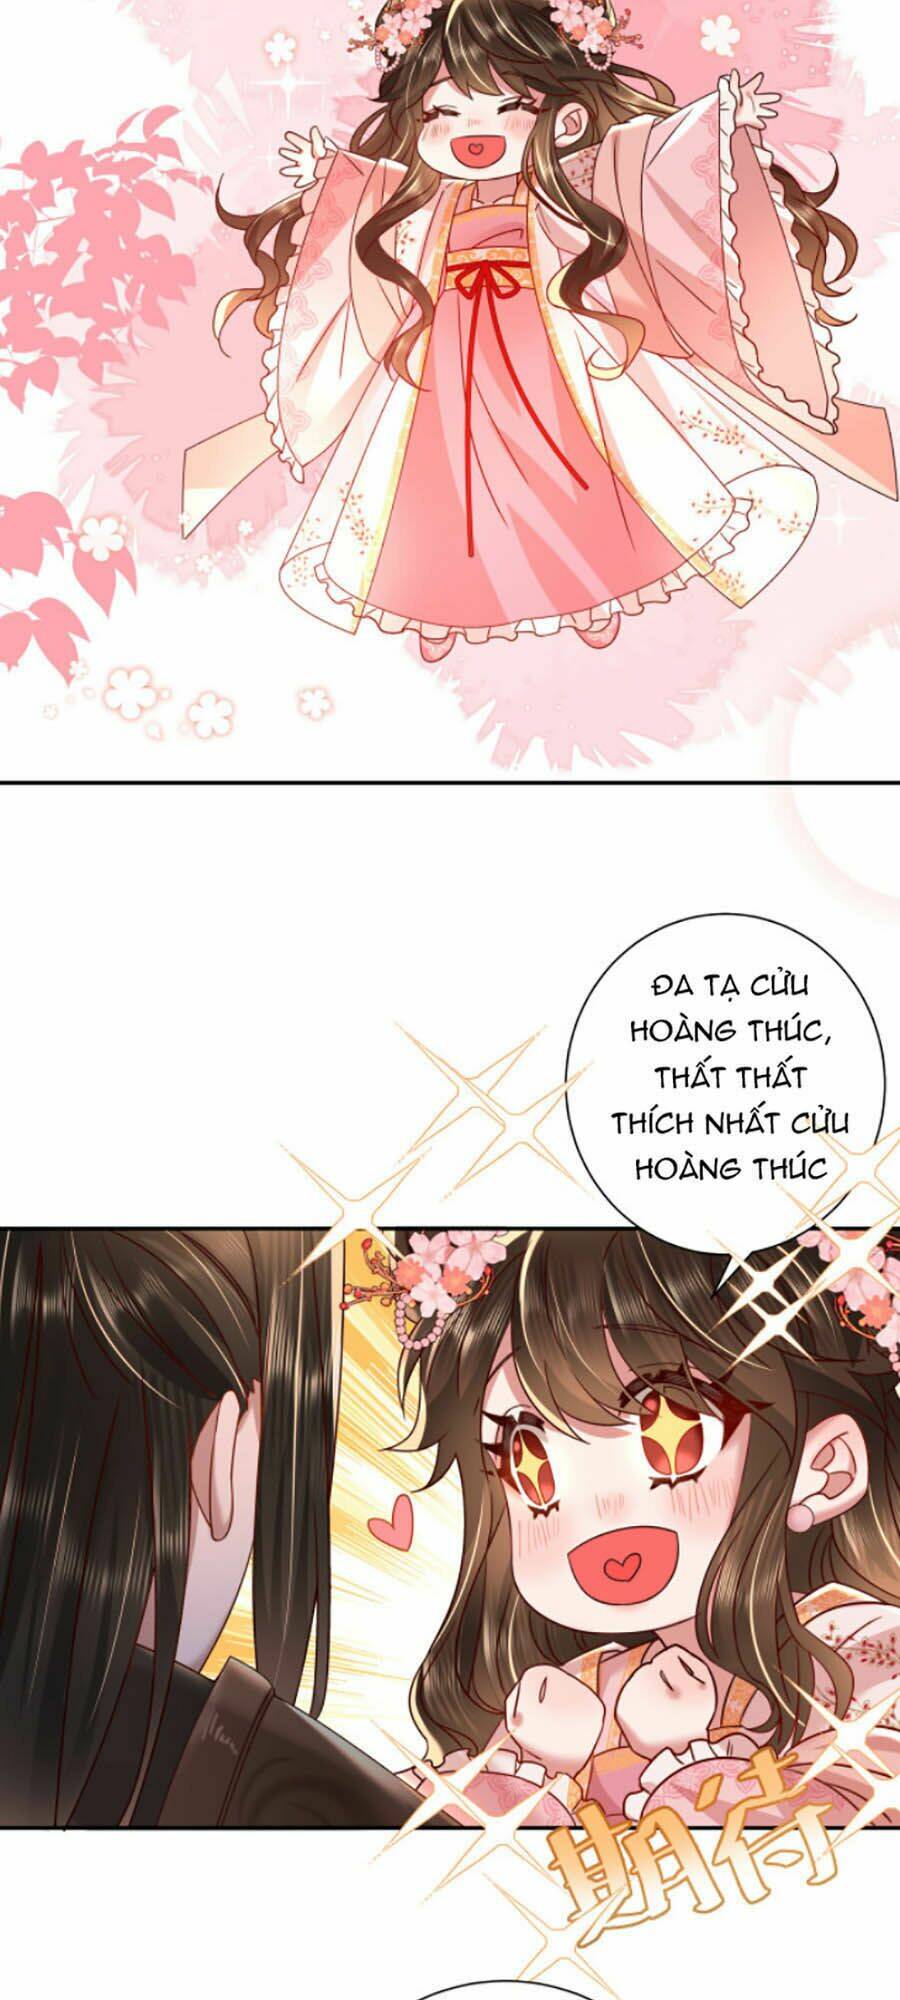 ĐA TẠ CỬU
HOÀNG THÚC,
THẤT THẤT
THÍCH NHẤT CỬU
HOÀNG THÚC
期待